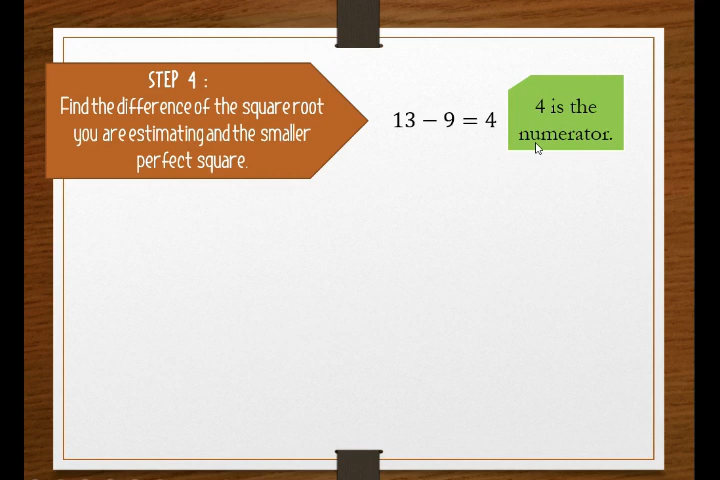 STEP 4 :
Find the difference of the square root
you are estimating and the smaller
perfect square.
13 − 9 = 4
4 is the
numerator.